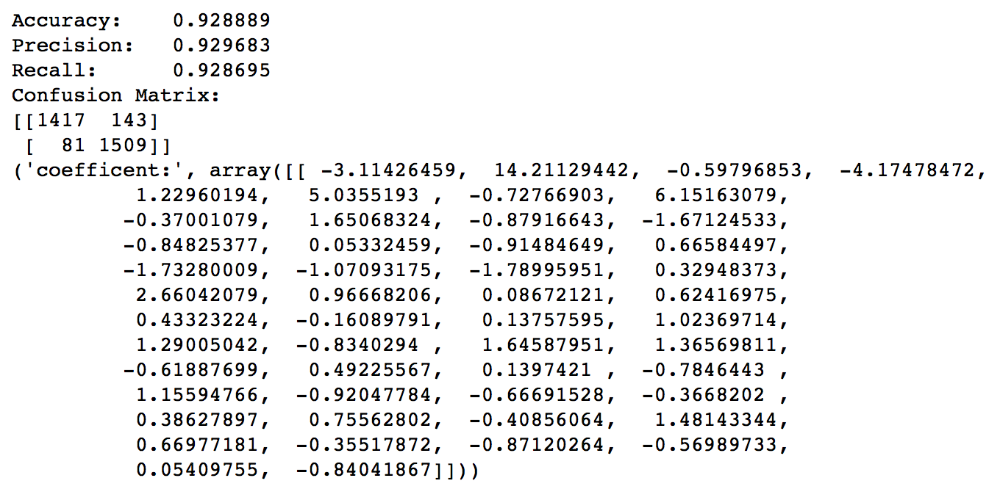 Accuracy: 0.928889
Precision: 0.929683
Recall: 0.928695
Confusion Matrix:
[[1417 143]
[ 81 1509]]
('coefficent:', array([[ -3.11426459, 14.21129442, -0.59796853, -4.17478472,
1.22960194, 5.0355193 , -0.72766903, 6.15163079,
-0.37001079, 1.65068324, -0.87916643, -1.67124533,
-0.84825377, 0.05332459, -0.91484649, 0.66584497,
-1.73280009, -1.07093175, -1.78995951, 0.32948373,
2.66042079, 0.96668206, 0.08672121, 0.62416975,
0.43323224, -0.16089791, 0.13757595, 1.02369714,
1.29005042, -0.8340294 , 1.64587951, 1.36569811,
-0.61887699, 0.49225567, 0.1397421 , -0.7846443 ,
1.15594766, -0.92047784, -0.66691528, -0.3668202 ,
0.38627897, 0.75562802, -0.40856064, 1.48143344,
0.66977181, -0.35517872, -0.87120264, -0.56989733,
0.05409755, -0.84041867]]))